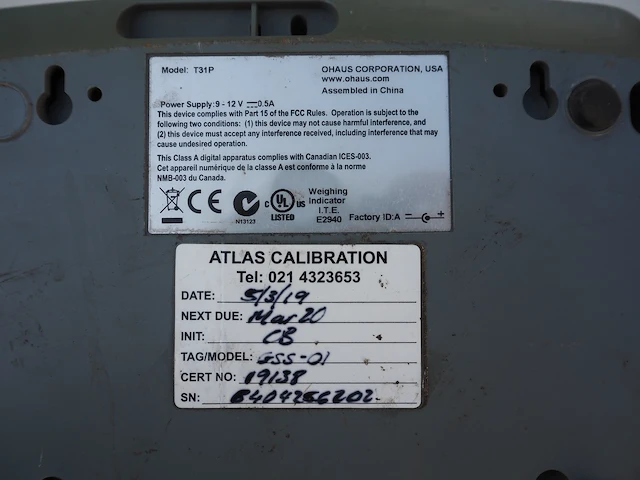 Model: T31P
OHAUS CORPORATION, USA
www.ohaus.com
Assembled in China
Power Supply: 9 - 12 V ⎓0.5A
This device complies with Part 15 of the FCC Rules. Operation is subject to the
following two conditions: (1) this device may not cause harmful interference, and
(2) this device must accept any interference received, including interference that may
cause undesired operation.
This Class A digital apparatus complies with Canadian ICES-003.
Cet appareil numérique de la classe A est conforme à la norme
NMB-003 du Canada.
CE
N13123
c UL us
LISTED
Weighing
Indicator
I.T.E.
E2940
Factory ID:A
ATLAS CALIBRATION
Tel: 021 4323653
DATE: 5/3/19
NEXT DUE: Mar 20
INIT: CB
TAG/MODEL: GSS-01
CERT NO: 19138
SN: B404256202